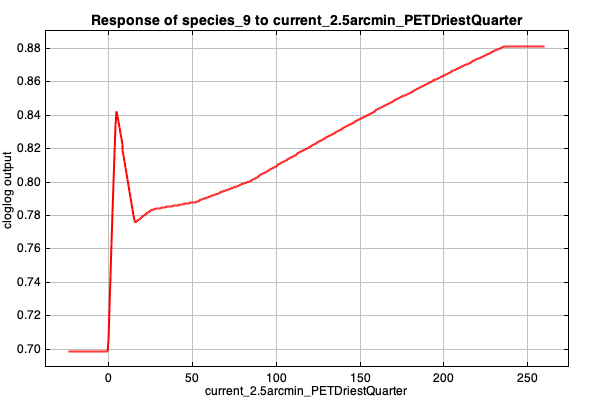 Response of species_9 to current_2.5arcmin_PETDriestQuarter
cloglog output
0.88
0.86
0.84
0.82
0.80
0.78
0.76
0.74
0.72
0.70
0 50 100 150 200 250
current_2.5arcmin_PETDriestQuarter